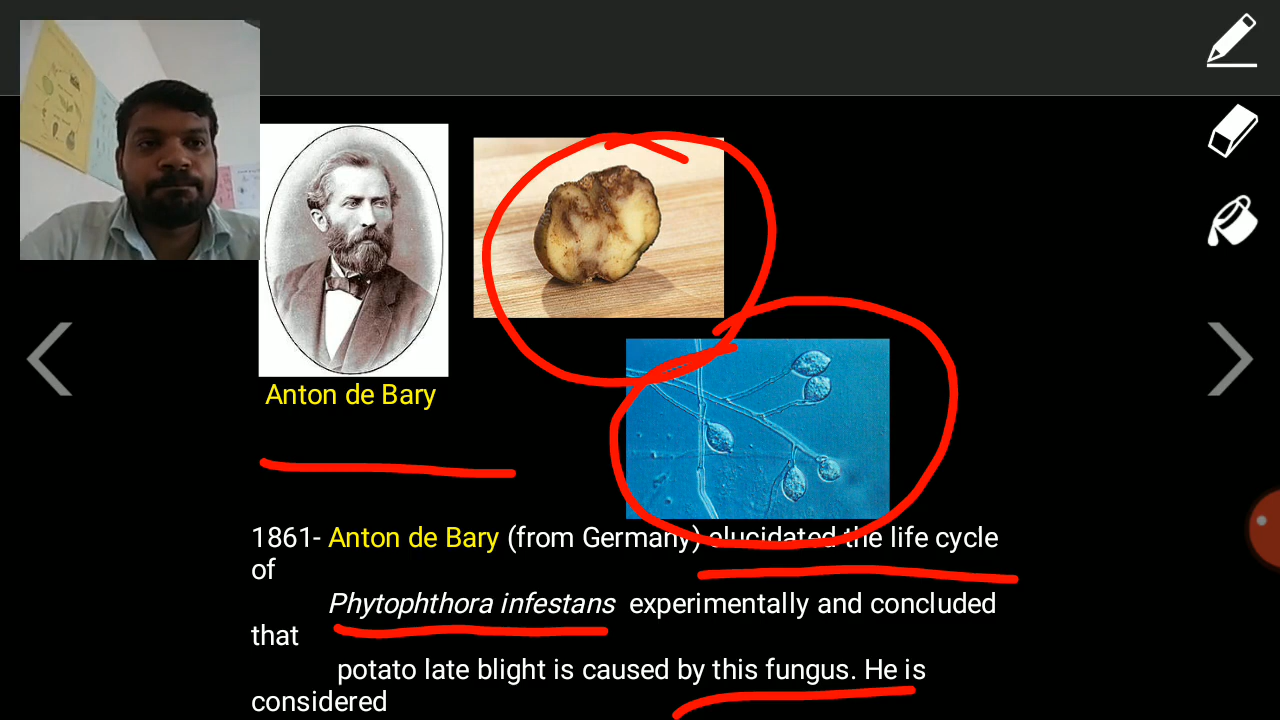 Anton de Bary
1861- Anton de Bary (from Germany) elucidated the life cycle
of
Phytophthora infestans experimentally and concluded
that
potato late blight is caused by this fungus. He is
considered